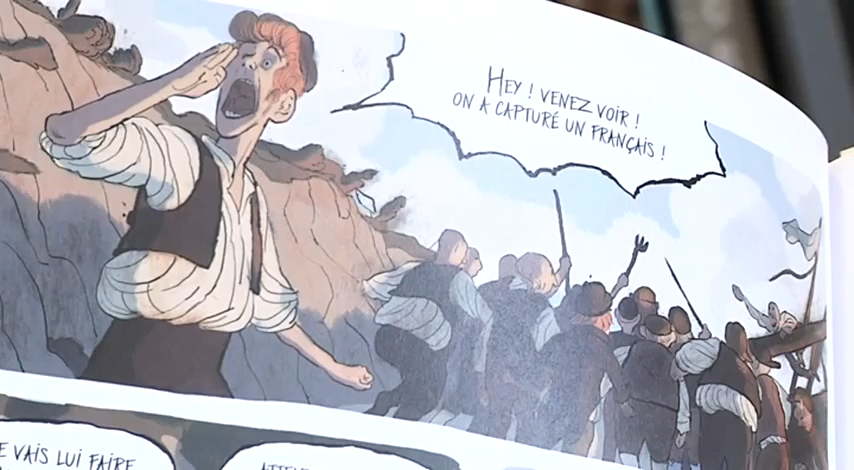 HEY ! VENEZ VOIR !
ON A CAPTURÉ UN FRANÇAIS !
VAIS LUI FAIRE